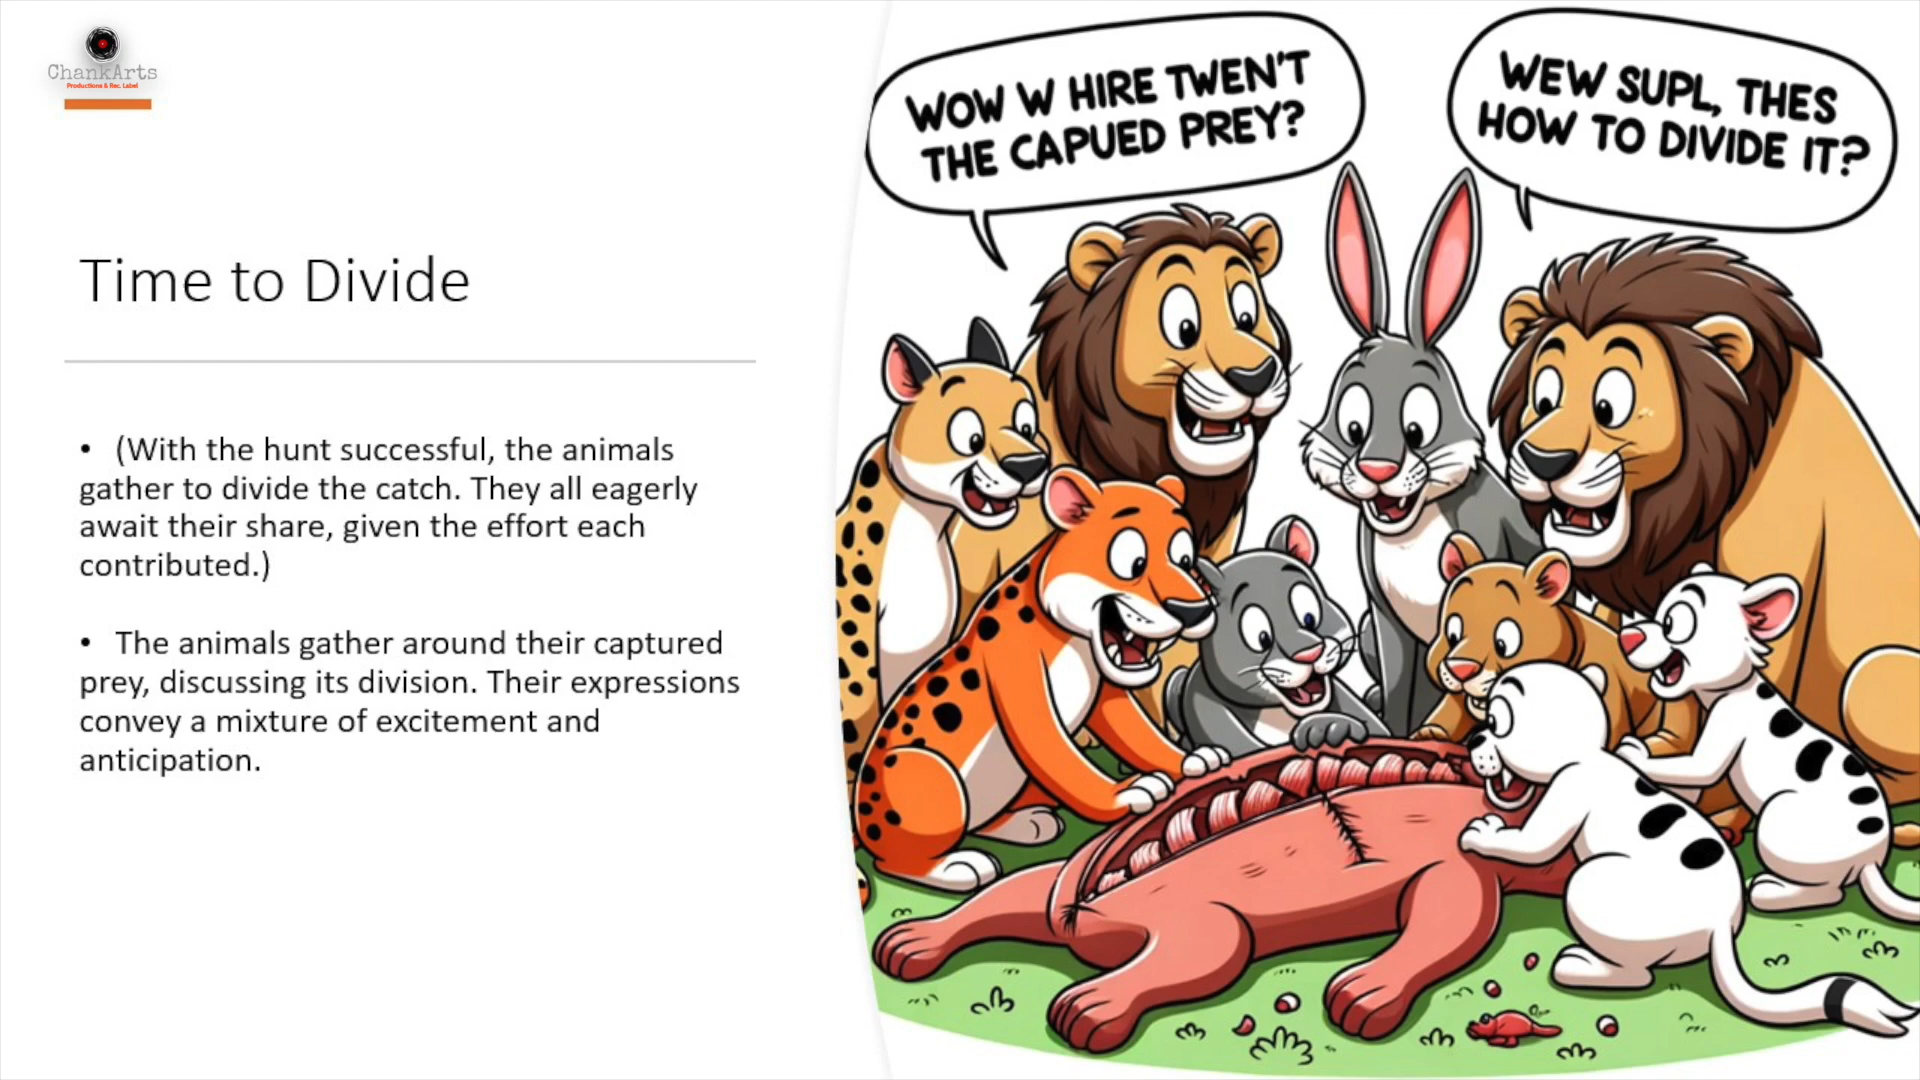 ChankArts
Productions & Rec. Label
WOW W HIRE TWEN'T
THE CAPUED PREY?
WEW SUPL, THES
HOW TO DIVIDE IT?
Time to Divide
• (With the hunt successful, the animals
gather to divide the catch. They all eagerly
await their share, given the effort each
contributed.)
• The animals gather around their captured
prey, discussing its division. Their expressions
convey a mixture of excitement and
anticipation.